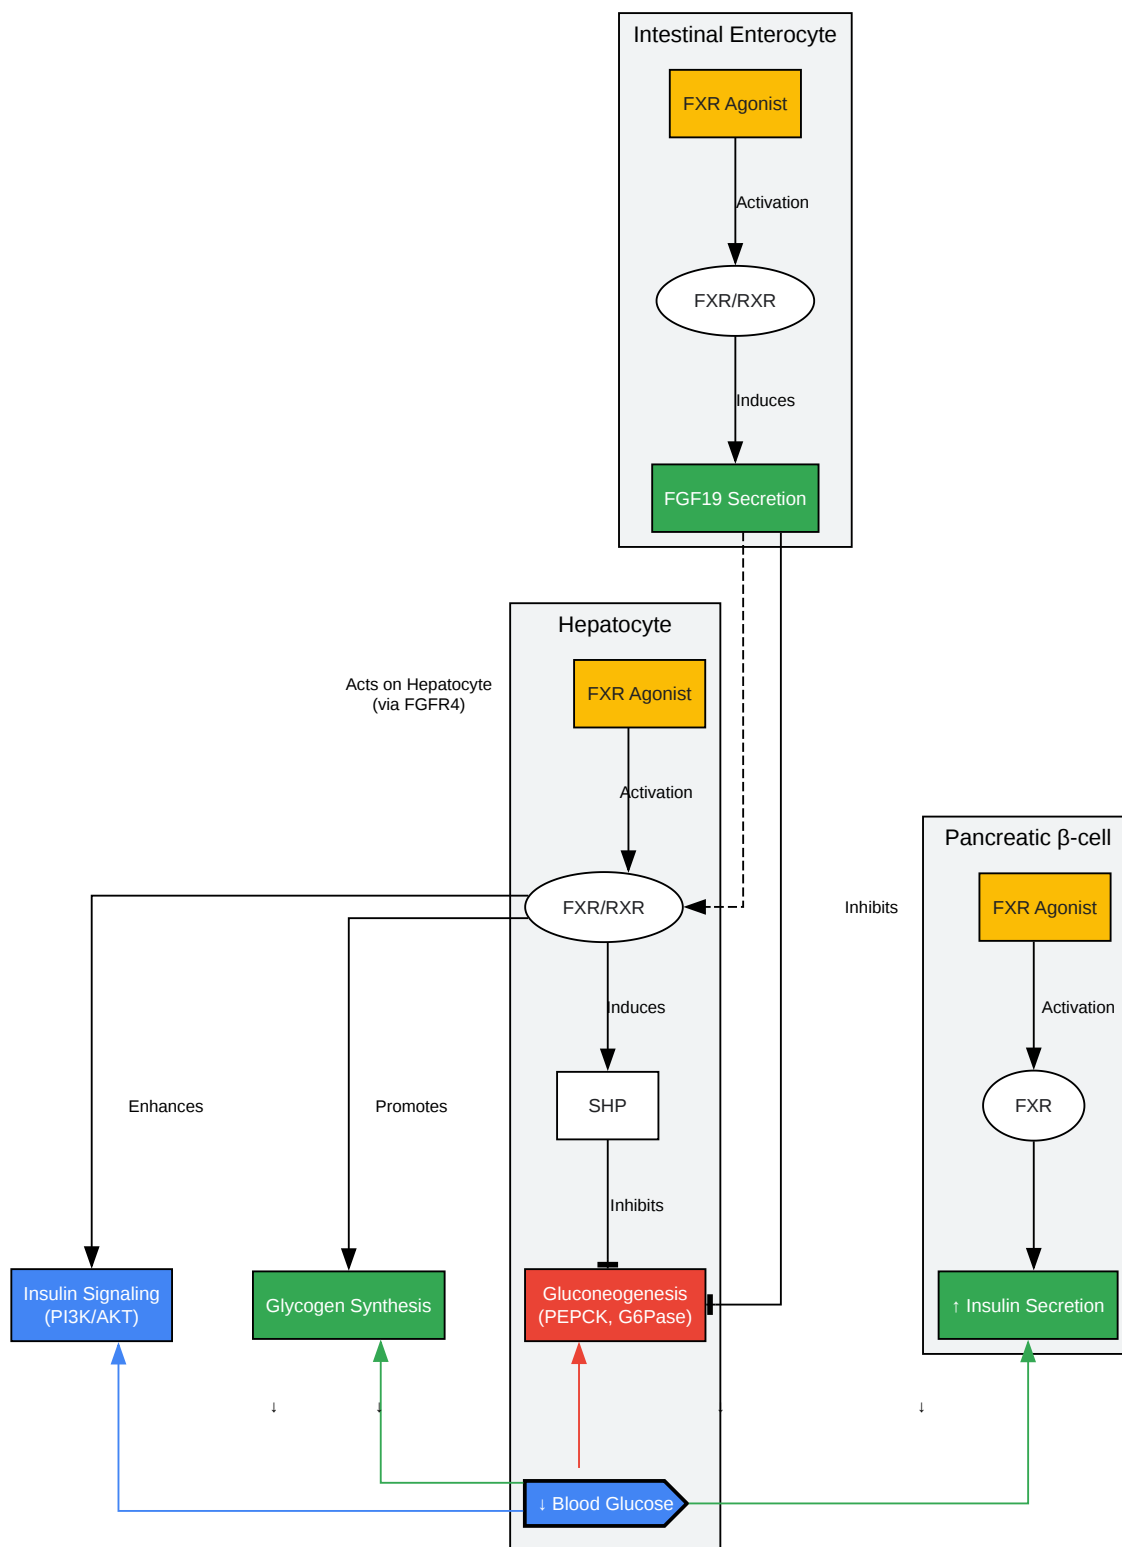 Intestinal Enterocyte
FXR Agonist
Activation
FXR/RXR
Induces
FGF19 Secretion
Hepatocyte
Acts on Hepatocyte
(via FGFR4)
FXR Agonist
Activation
Pancreatic β-cell
FXR/RXR
Inhibits
FXR Agonist
Induces
Activation
Enhances
Promotes
SHP
FXR
Inhibits
Insulin Signaling
(PI3K/AKT)
Glycogen Synthesis
Gluconeogenesis
(PEPCK, G6Pase)
↑ Insulin Secretion
↓
↓
↓
↓
↓ Blood Glucose